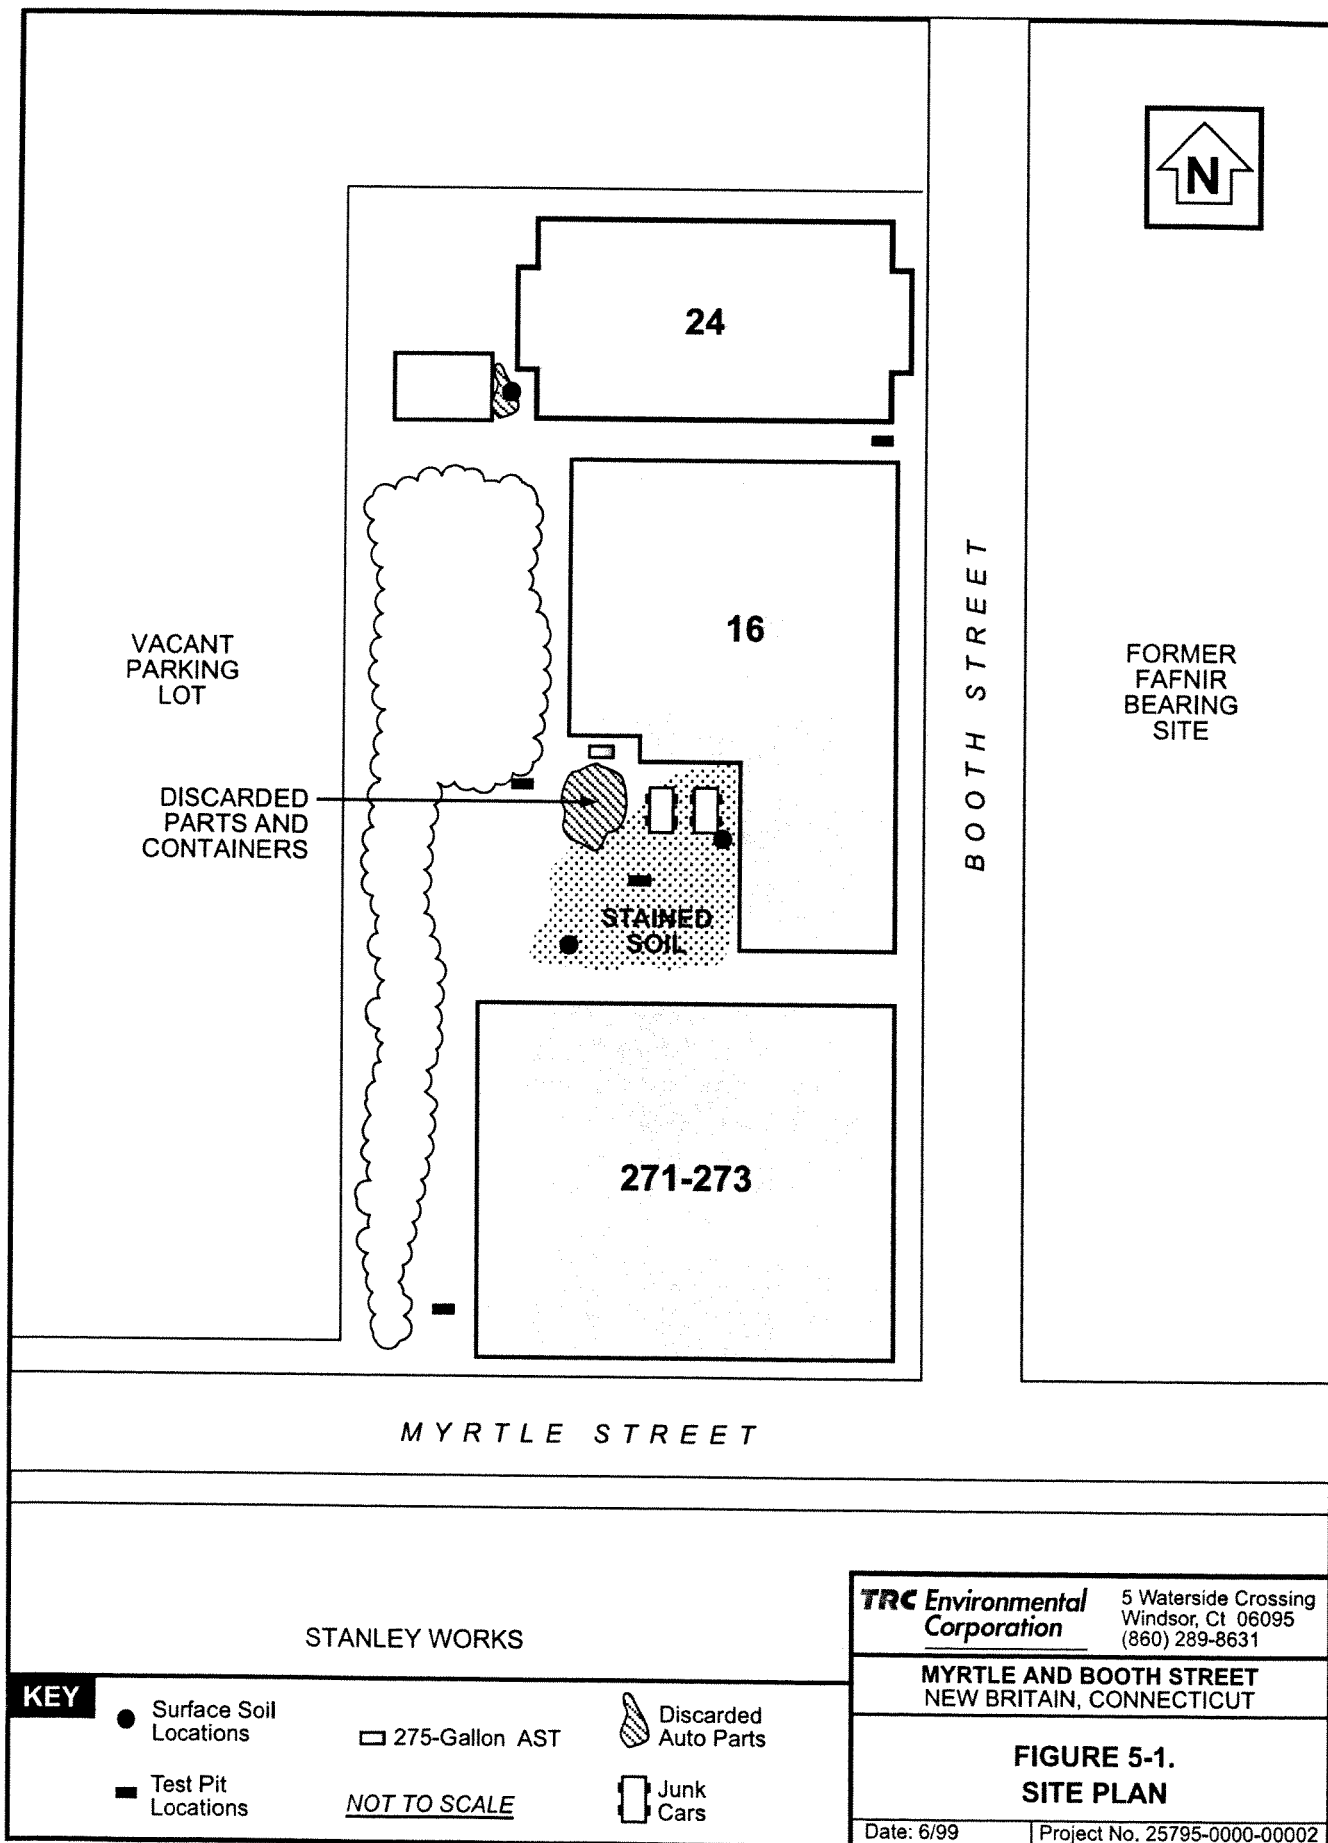 N
24
16
VACANT
PARKING
LOT
BOOTH STREET
FORMER
FAFNIR
BEARING
SITE
DISCARDED
PARTS AND
CONTAINERS
STAINED
SOIL
271-273
MYRTLE STREET
STANLEY WORKS
KEY
Surface Soil
Locations
Test Pit
Locations
275-Gallon AST
NOT TO SCALE
Discarded
Auto Parts
Junk
Cars
TRC Environmental
Corporation
5 Waterside Crossing
Windsor, Ct 06095
(860) 289-8631
MYRTLE AND BOOTH STREET
NEW BRITAIN, CONNECTICUT
FIGURE 5-1.
SITE PLAN
Date: 6/99
Project No. 25795-0000-00002